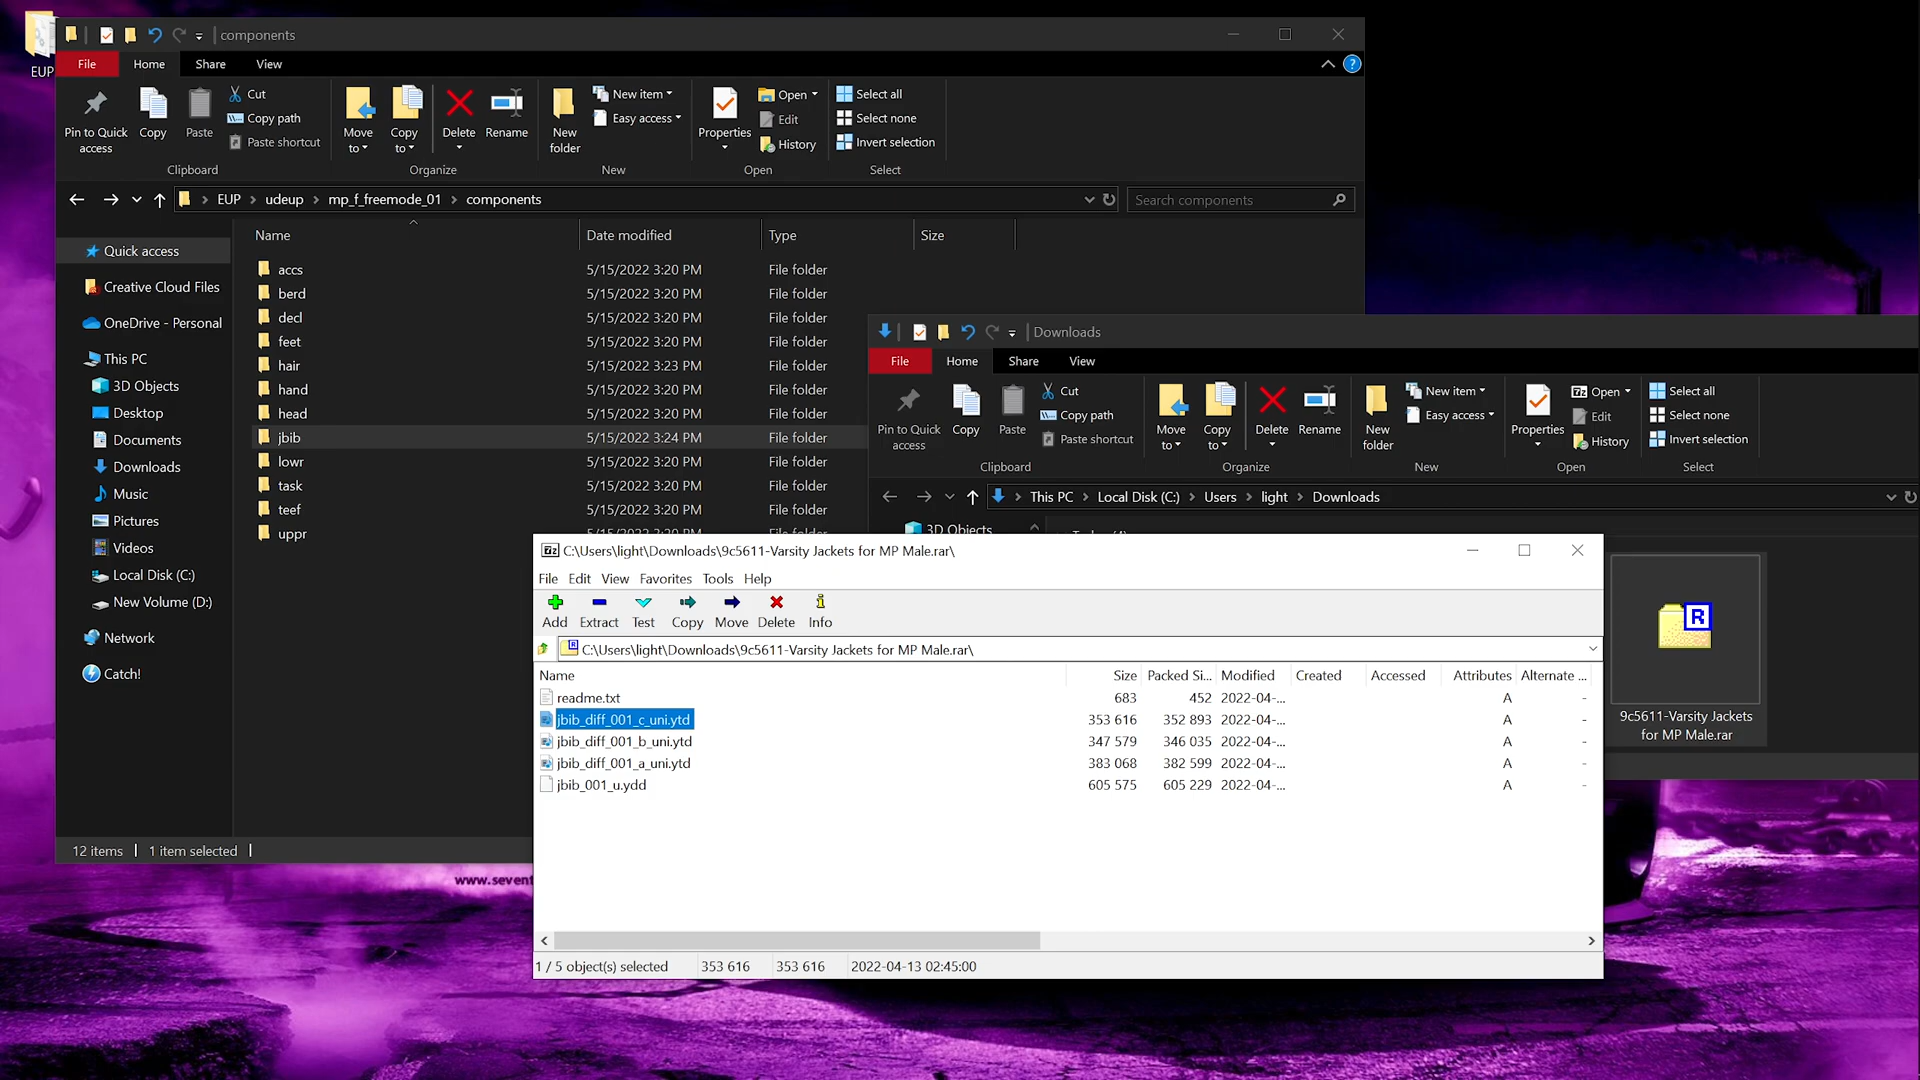 EUP
components
File Home Share View
Pin to Quick access
Copy
Paste
Cut
Copy path
Paste shortcut
Clipboard
Move to
Copy to
Delete
Rename
Organize
New folder
New item
Easy access
New
Properties
Open
Edit
History
Open
Select all
Select none
Invert selection
Select
EUP udeup mp_f_freemode_01 components
Search components
Quick access
Creative Cloud Files
OneDrive - Personal
This PC
3D Objects
Desktop
Documents
Downloads
Music
Pictures
Videos
Local Disk (C:)
New Volume (D:)
Network
Catch!
Name Date modified Type Size
accs 5/15/2022 3:20 PM File folder
berd 5/15/2022 3:20 PM File folder
decl 5/15/2022 3:20 PM File folder
feet 5/15/2022 3:20 PM File folder
hair 5/15/2022 3:23 PM File folder
hand 5/15/2022 3:20 PM File folder
head 5/15/2022 3:20 PM File folder
jbib 5/15/2022 3:24 PM File folder
lowr 5/15/2022 3:20 PM File folder
task 5/15/2022 3:20 PM File folder
teef 5/15/2022 3:20 PM File folder
uppr 5/15/2022 3:20 PM File folder
12 items 1 item selected
www.sevent
Downloads
File Home Share View
Pin to Quick access
Copy
Paste
Cut
Copy path
Paste shortcut
Clipboard
Move to
Copy to
Delete
Rename
Organize
New folder
New item
Easy access
New
Properties
Open
Edit
History
Open
Select all
Select none
Invert selection
Select
This PC Local Disk (C:) Users light Downloads
3D Objects
R
9c5611-Varsity Jackets
for MP Male.rar
7z C:\Users\light\Downloads\9c5611-Varsity Jackets for MP Male.rar\
File Edit View Favorites Tools Help
Add Extract Test Copy Move Delete Info
C:\Users\light\Downloads\9c5611-Varsity Jackets for MP Male.rar\
Name Size Packed Si... Modified Created Accessed Attributes Alternate ...
readme.txt 683 452 2022-04-... A -
jbib_diff_001_c_uni.ytd 353 616 352 893 2022-04-... A -
jbib_diff_001_b_uni.ytd 347 579 346 035 2022-04-... A -
jbib_diff_001_a_uni.ytd 383 068 382 599 2022-04-... A -
jbib_001_u.ydd 605 575 605 229 2022-04-... A -
1 / 5 object(s) selected 353 616 353 616 2022-04-13 02:45:00